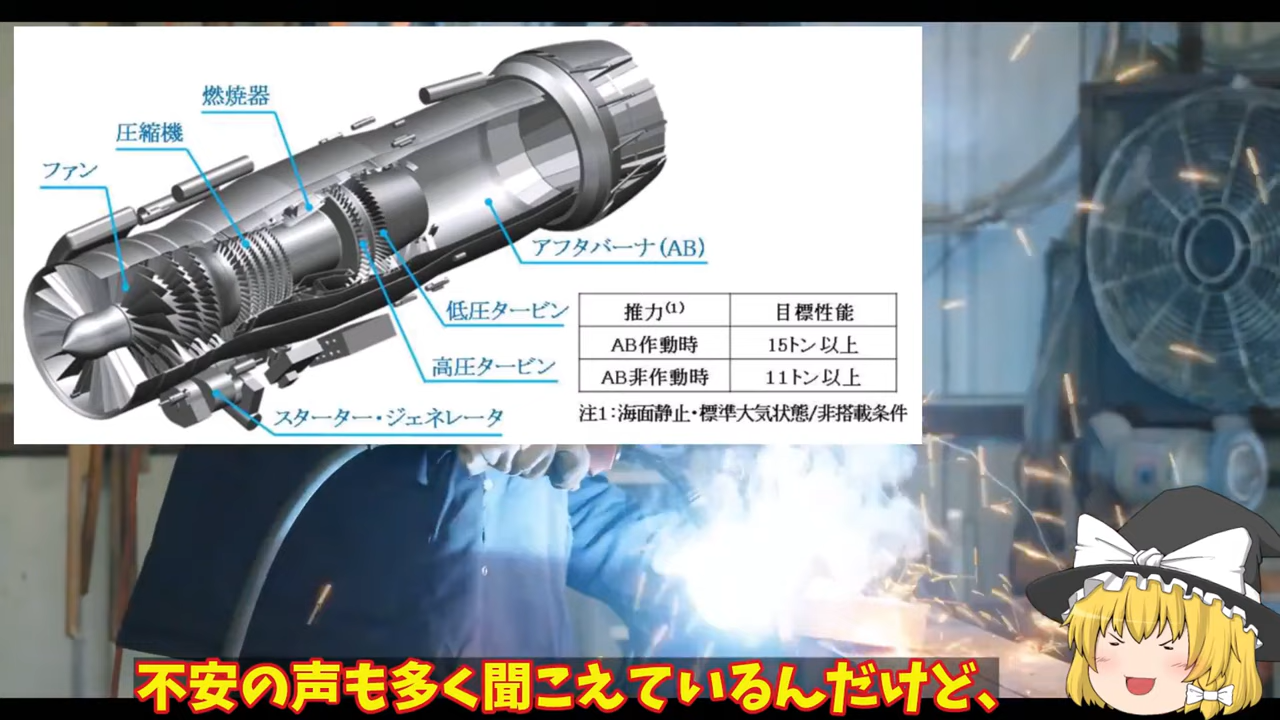 燃焼器
圧縮機
ファン
アフタバーナ(AB)
低圧タービン
高圧タービン
スターター・ジェネレータ
推力(1) 目標性能
AB作動時 15トン以上
AB非作動時 11トン以上
注1:海面静止・標準大気状態/非搭載条件
不安の声も多く聞こえているんだけど、